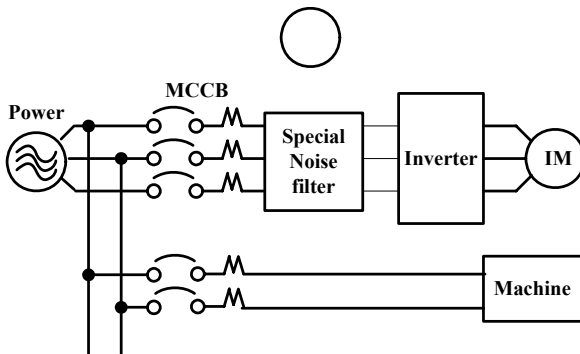 MCCB
Power
Special
Noise
filter
Inverter
IM
Machine